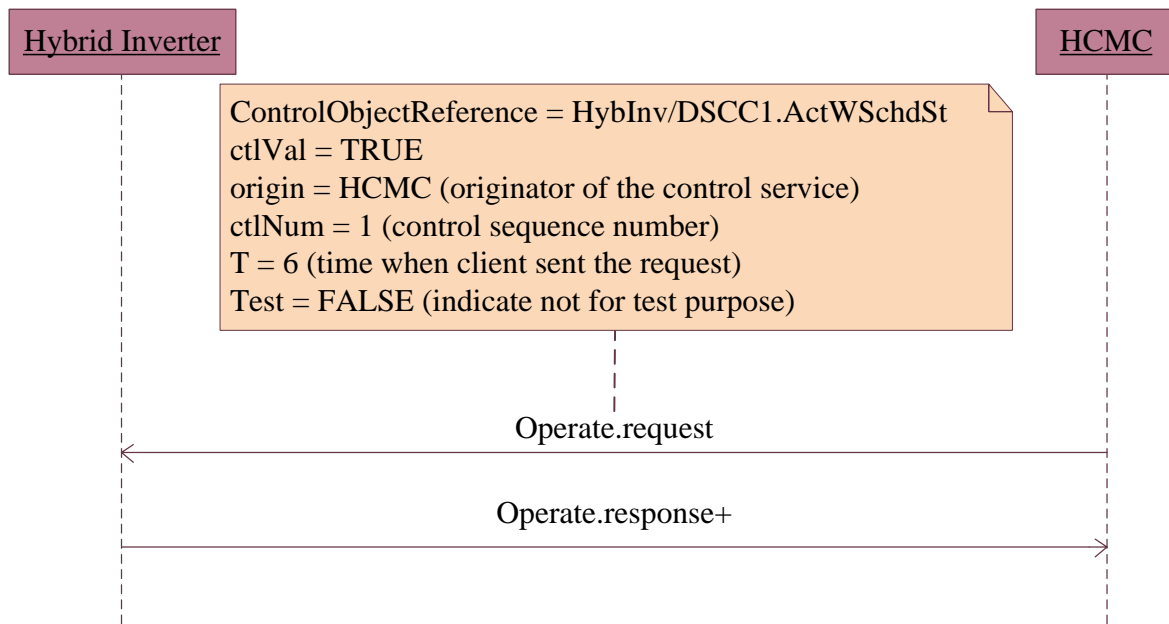 Hybrid Inverter
HCMC
ControlObjectReference = HybInv/DSCC1.ActWSchdSt
ctlVal = TRUE
origin = HCMC (originator of the control service)
ctlNum = 1 (control sequence number)
T = 6 (time when client sent the request)
Test = FALSE (indicate not for test purpose)
Operate.request
Operate.response+